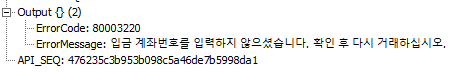 Output {} (2)
ErrorCode: 80003220
ErrorMessage: 입금 계좌번호를 입력하지 않으셨습니다. 확인 후 다시 거래하십시오.
API_SEQ: 476235c3b953b098c5a46de7b5998da1